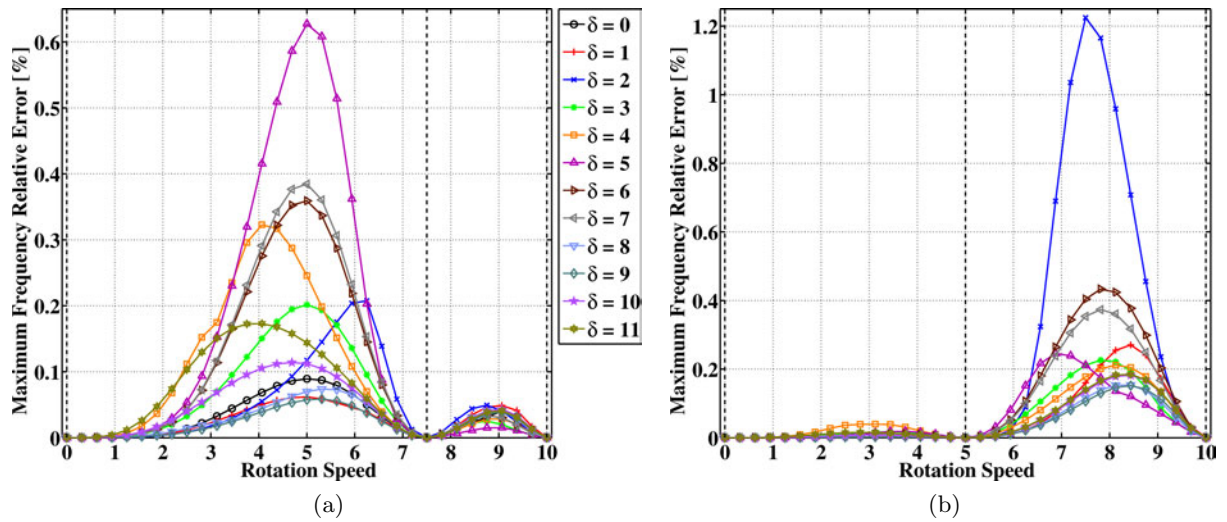 Maximum Frequency Relative Error [%]
0.6
0.5
0.4
0.3
0.2
0.1
0
0 1 2 3 4 5 6 7 8 9 10
Rotation Speed
(a)
δ = 0
δ = 1
δ = 2
δ = 3
δ = 4
δ = 5
δ = 6
δ = 7
δ = 8
δ = 9
δ = 10
δ = 11
Maximum Frequency Relative Error [%]
1.2
1
0.8
0.6
0.4
0.2
0
0 1 2 3 4 5 6 7 8 9 10
Rotation Speed
(b)